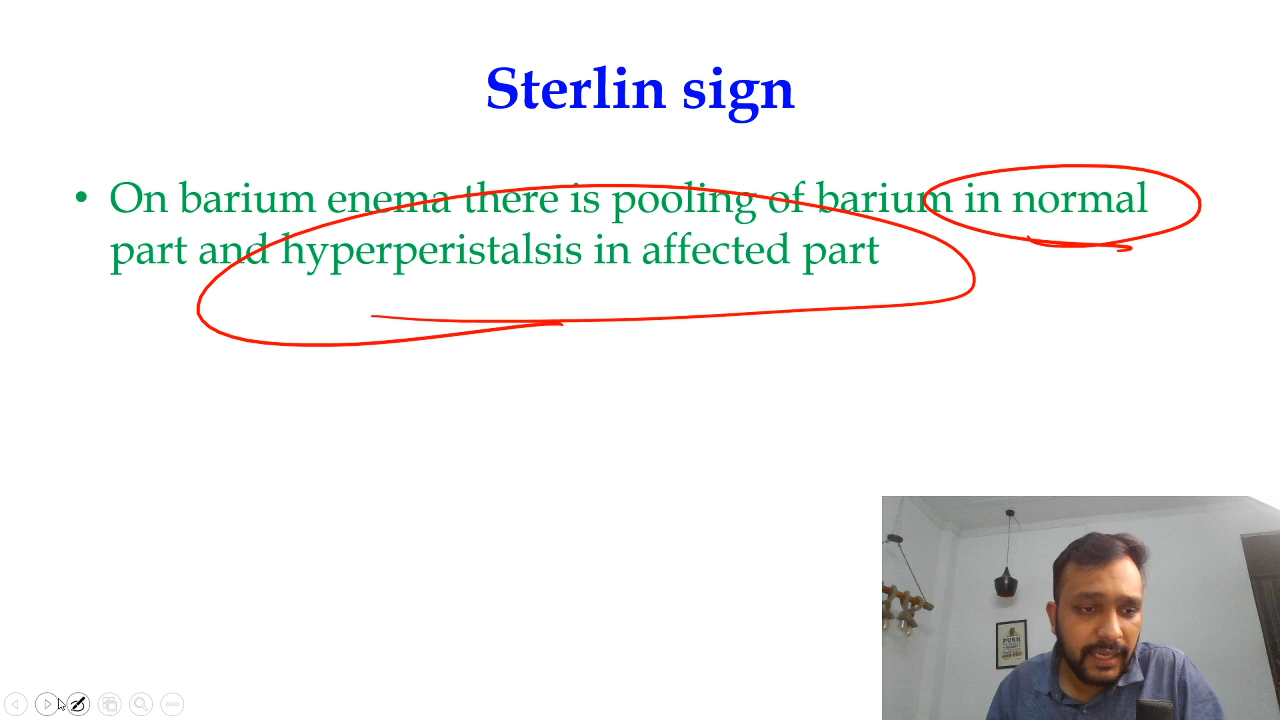 Sterlin sign
• On barium enema there is pooling of barium in normal
part and hyperperistalsis in affected part
PUSH